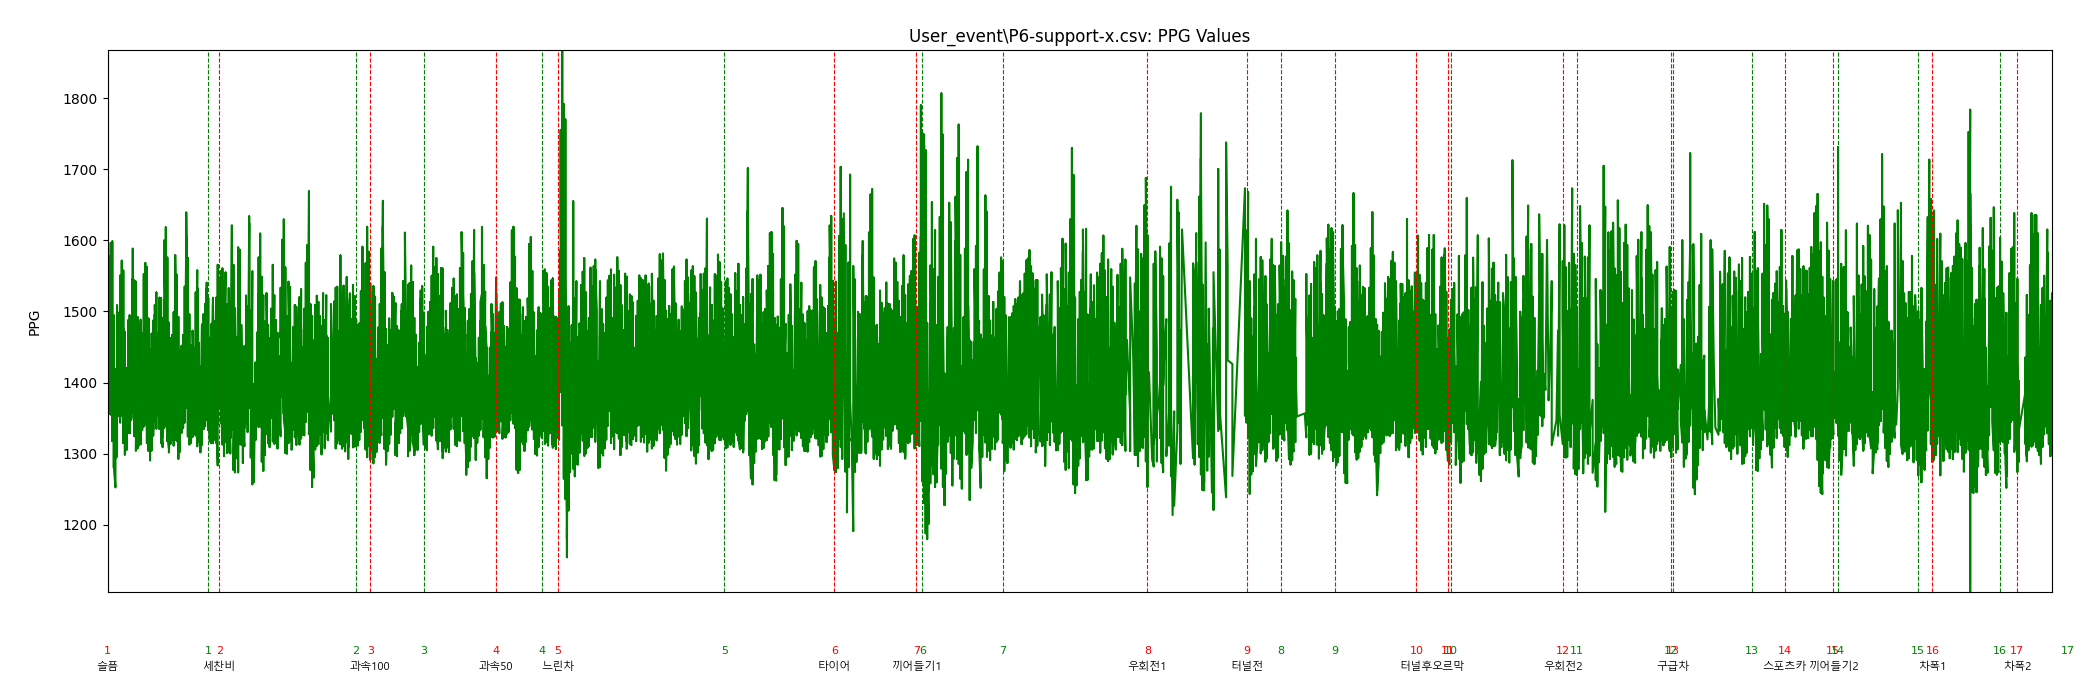 User_event\P6-support-x.csv: PPG Values
1800
1700
1600
1500
1400
1300
1200
PPG
1 1 2 2 3 3 4 4 5 5 6 7 6 7 8 9 8 9 10 11 10 12 11 12 13 13 14 15 14 15 16 16 17 17
슬픔 세찬비 과속100 과속50 느린차 타이어 끼어들기1 우회전1 터널전 터널후 오르막 우회전2 구급차 스포츠카 끼어들기2 차폭1 차폭2